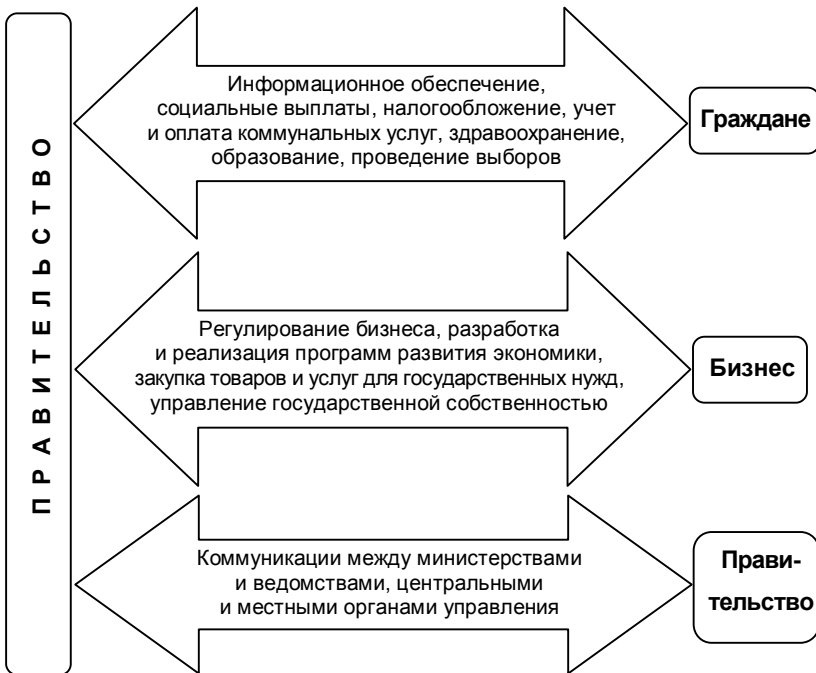 ПРАВИТЕЛЬСТВО
Информационное обеспечение,
социальные выплаты, налогообложение, учет
и оплата коммунальных услуг, здравоохранение,
образование, проведение выборов
Граждане
Регулирование бизнеса, разработка
и реализация программ развития экономики,
закупка товаров и услуг для государственных нужд,
управление государственной собственностью
Бизнес
Коммуникации между министерствами
и ведомствами, центральными
и местными органами управления
Прави-
тельство